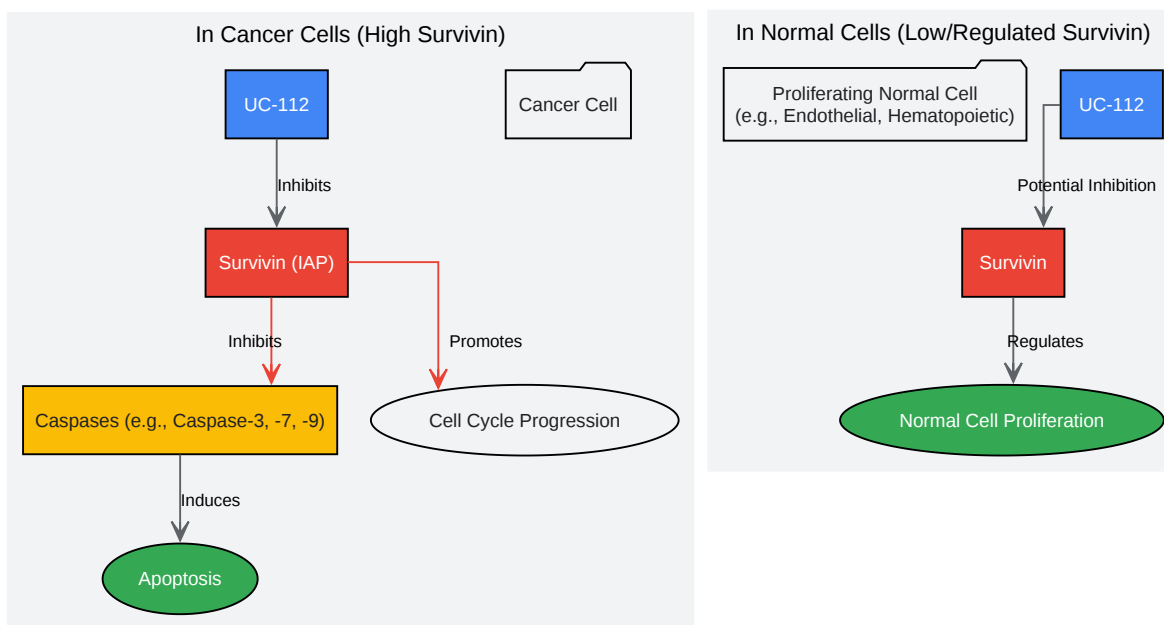 In Cancer Cells (High Survivin)
UC-112
Cancer Cell
Inhibits
Survivin (IAP)
Inhibits
Promotes
Caspases (e.g., Caspase-3, -7, -9)
Cell Cycle Progression
Induces
Apoptosis
In Normal Cells (Low/Regulated Survivin)
Proliferating Normal Cell
(e.g., Endothelial, Hematopoietic)
UC-112
Potential Inhibition
Survivin
Regulates
Normal Cell Proliferation